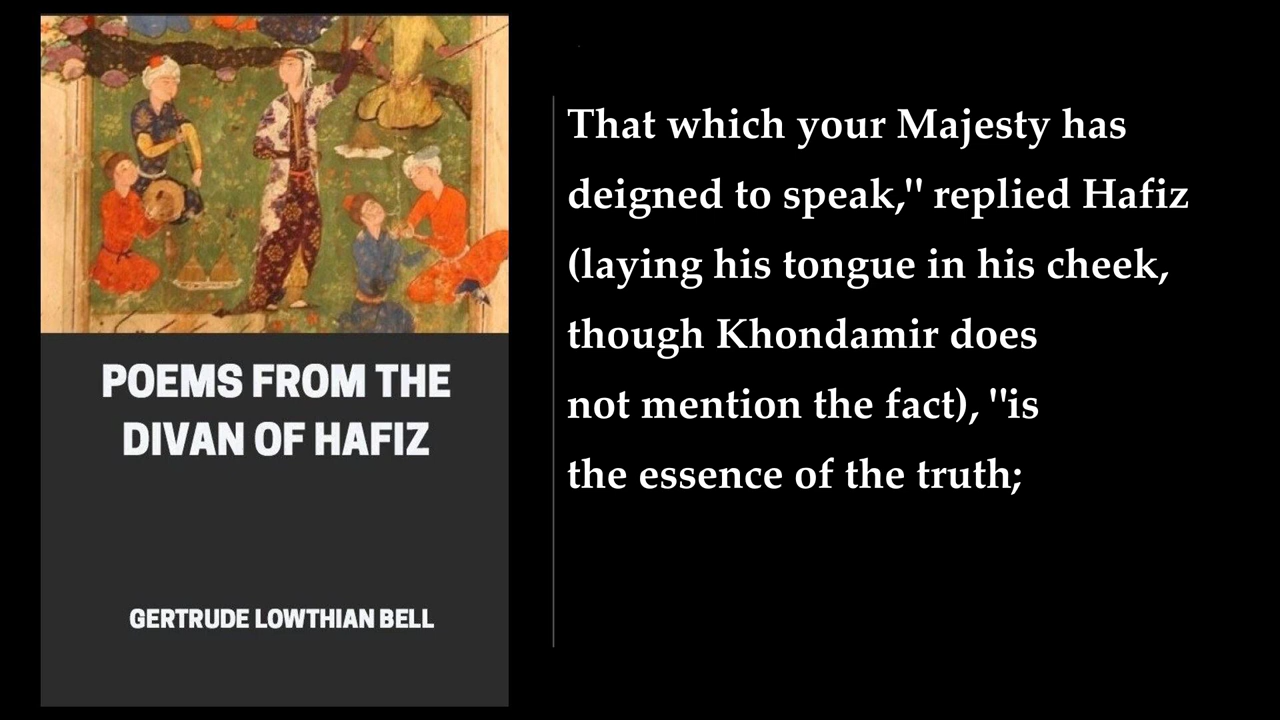 POEMS FROM THE
DIVAN OF HAFIZ
GERTRUDE LOWTHIAN BELL
That which your Majesty has
deigned to speak," replied Hafiz
(laying his tongue in his cheek,
though Khondamir does
not mention the fact), "is
the essence of the truth;